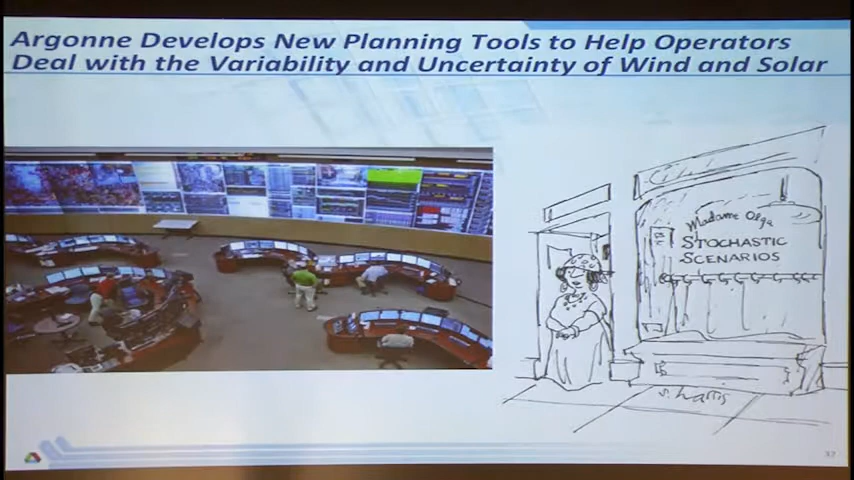 Argonne Develops New Planning Tools to Help Operators
Deal with the Variability and Uncertainty of Wind and Solar
Madame Olga
STOCHASTIC
SCENARIOS
S. Harris
37